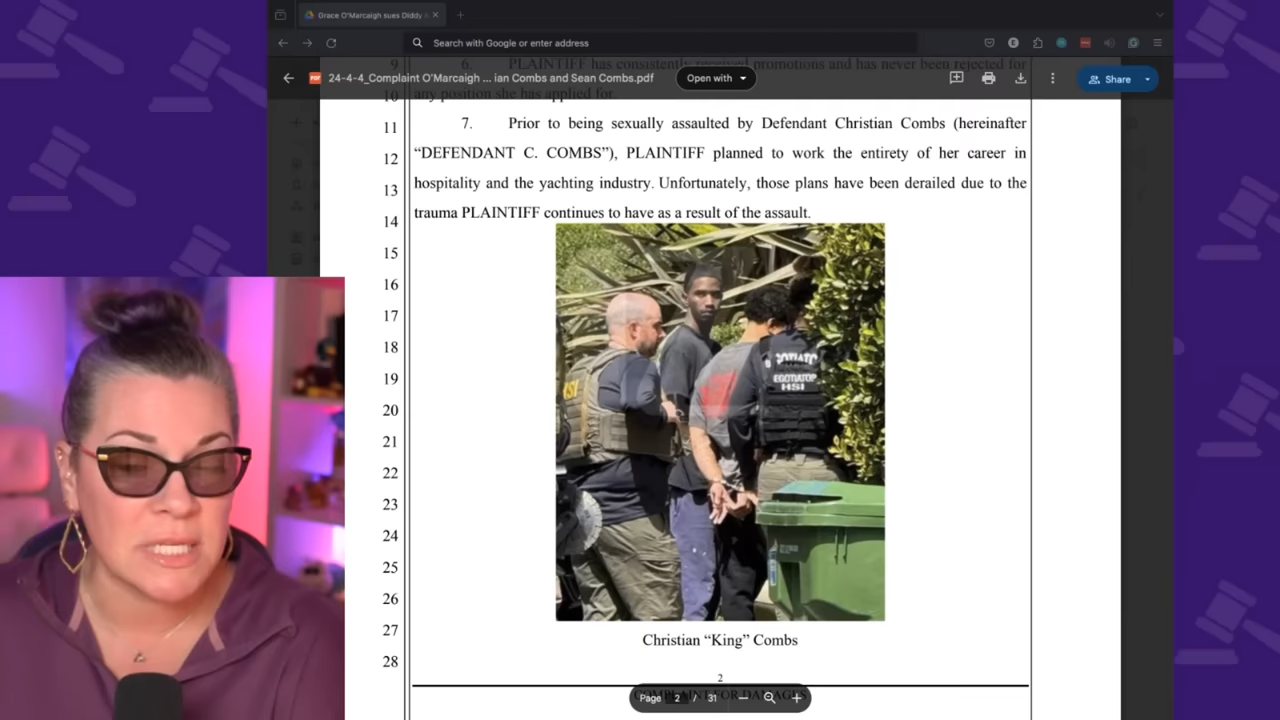 Grace O'Marcaigh sues Diddy
Search with Google or enter address
24-4-4_Complaint O'Marcaigh ... ian Combs and Sean Combs.pdf
Open with
Share
9 6. PLAINTIFF has consistently received promotions and has never been rejected for
10 any position she has applied for.
11 7. Prior to being sexually assaulted by Defendant Christian Combs (hereinafter
12 “DEFENDANT C. COMBS”), PLAINTIFF planned to work the entirety of her career in
13 hospitality and the yachting industry. Unfortunately, those plans have been derailed due to the
14 trauma PLAINTIFF continues to have as a result of the assault.
15
16
17
18
19
20
21
22
23
24
25
26
27
28
HSI
EGOTIATOR
HSI
Christian “King” Combs
2
COMPLAINT FOR DAMAGES
Page 2 / 31